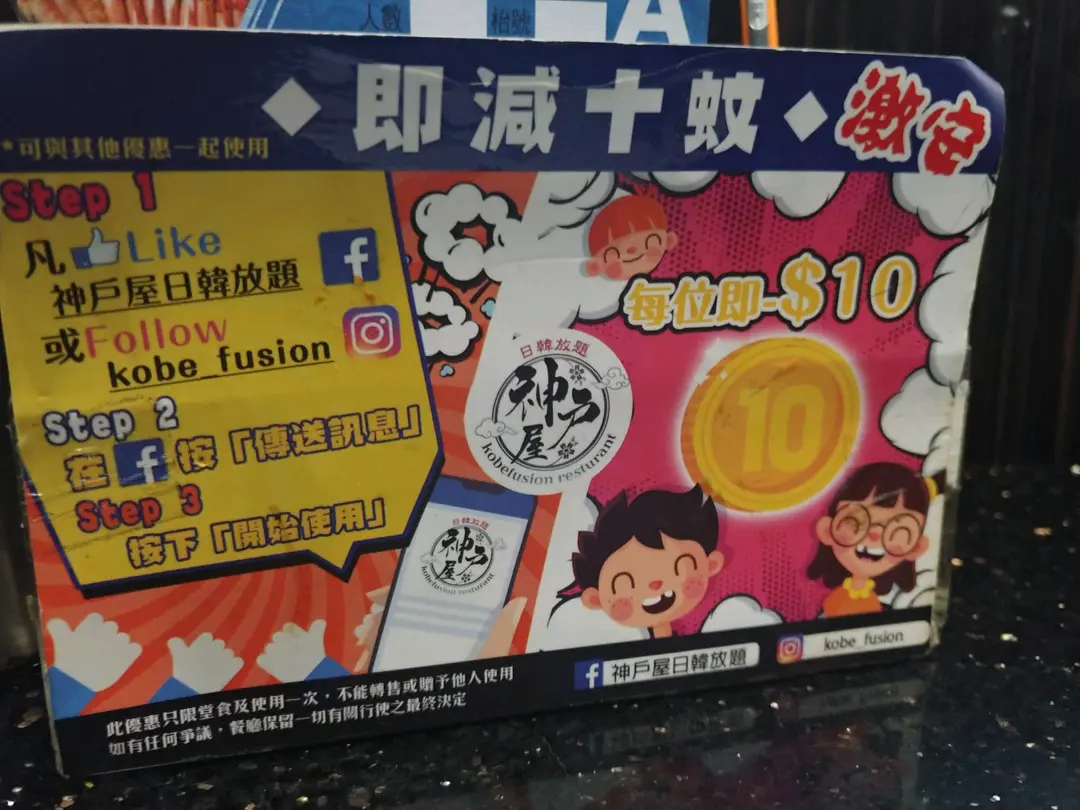 人數
枱號
A
即減十蚊
激安
*可與其他優惠一起使用
Step 1
凡 Like
神戶屋日韓放題
或Follow
kobe_fusion
Step 2
在 f 按「傳送訊息」
Step 3
按下「開始使用」
每位即-$10
10
日韓放題
神戶屋
kobefusion resturant
日韓放題
神戶屋
kobefusion resturant
神戶屋日韓放題
kobe_fusion
此優惠只限堂食及使用一次，不能轉售或贈予他人使用
如有任何爭議，餐廳保留一切有關行使之最終決定